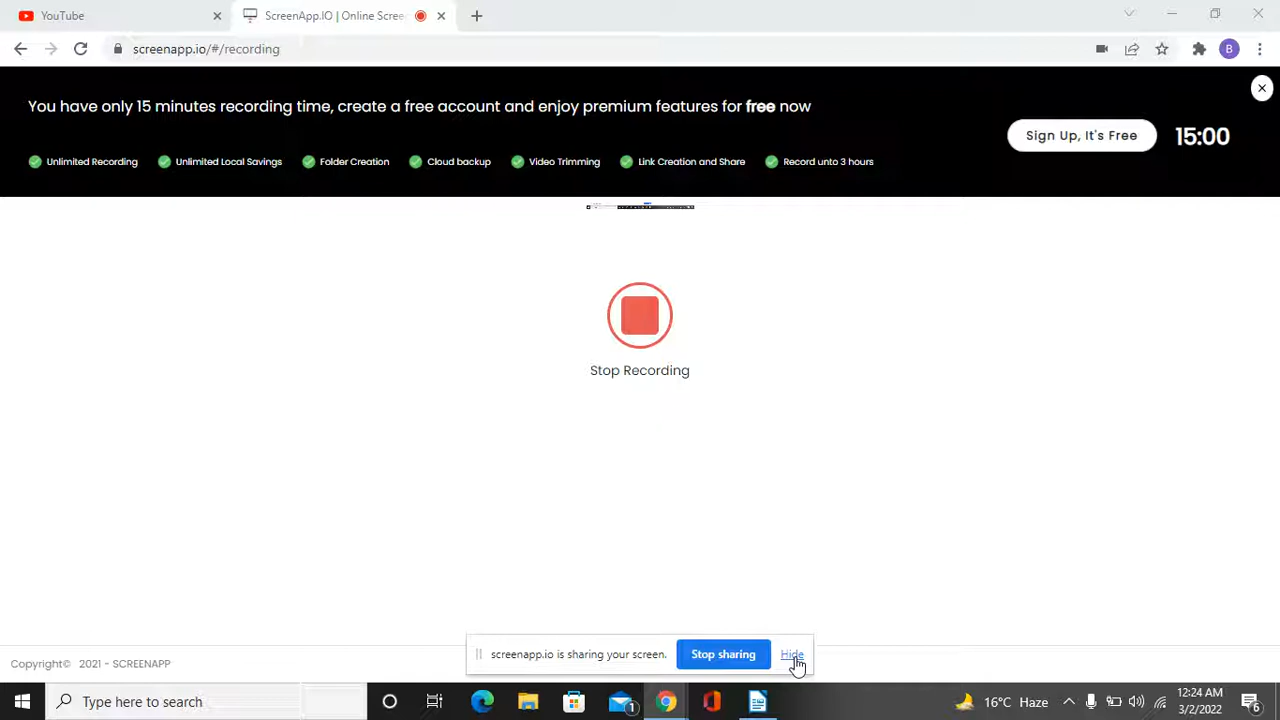 YouTube
ScreenApp.IO | Online Scree
screenapp.io/#/recording
B
You have only 15 minutes recording time, create a free account and enjoy premium features for free now
Sign Up, It's Free
15:00
Unlimited Recording
Unlimited Local Savings
Folder Creation
Cloud backup
Video Trimming
Link Creation and Share
Record unto 3 hours
Stop Recording
screenapp.io is sharing your screen.
Stop sharing
Hide
Copyright© 2021 - SCREENAPP
Type here to search
1
16°C Haze
12:24 AM
3/2/2022
6